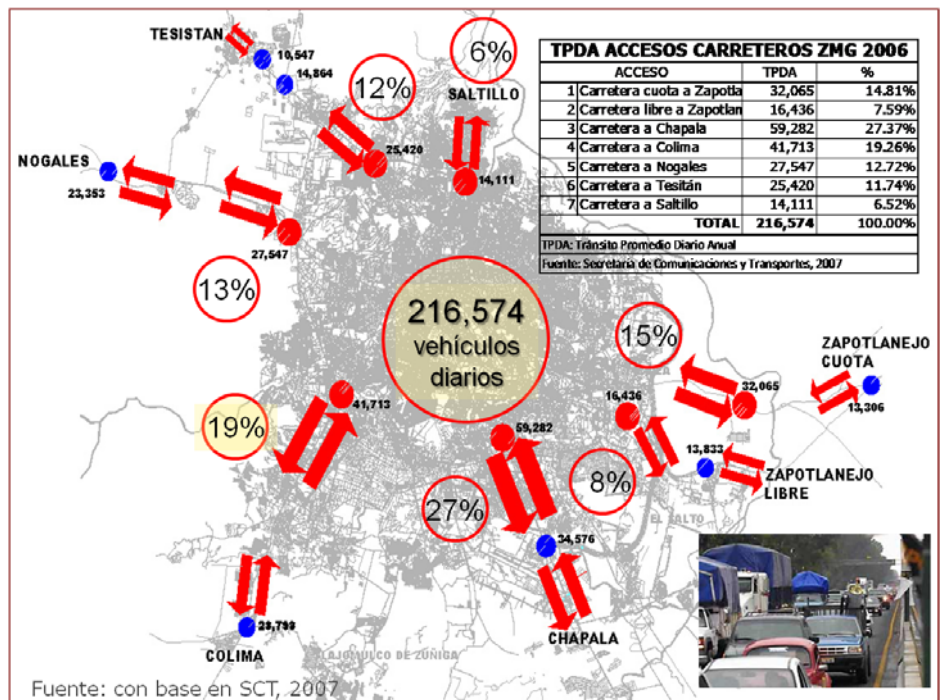 TESISTAN
10,547
14,864
12%
6%
SALTILLO
25,420
14,111
NOGALES
23,353
27,547
13%
TPDA ACCESOS CARRETEROS ZMG 2006
ACCESO TPDA %
1 Carretera cuota a Zapotla 32,065 14.81%
2 Carretera libre a Zapotlan 16,436 7.59%
3 Carretera a Chapala 59,282 27.37%
4 Carretera a Colima 41,713 19.26%
5 Carretera a Nogales 27,547 12.72%
6 Carretera a Tesitán 25,420 11.74%
7 Carretera a Saltillo 14,111 6.52%
TOTAL 216,574 100.00%
TPDA: Tránsito Promedio Diario Anual
Fuente: Secretaría de Comunicaciones y Transportes, 2007
216,574
vehículos
diarios
15%
ZAPOTLANEJO
CUOTA
13,306
32,065
16,436
41,713
19%
59,282
13,833
ZAPOTLANEJO
LIBRE
8%
27%
EL SALTO
34,576
CHAPALA
COLIMA
LAJOMULCO DE ZUÑIGA
Fuente: con base en SCT, 2007